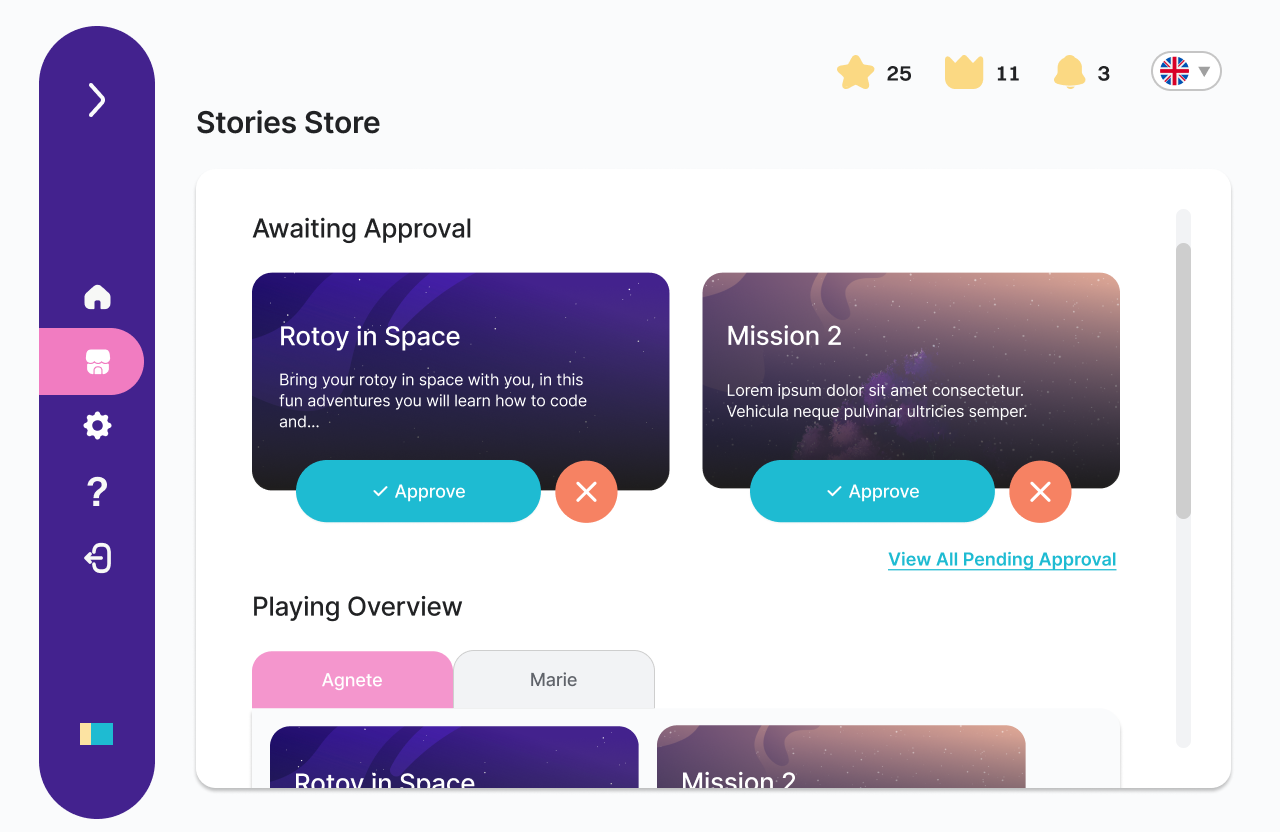 25
11
3
Stories Store
Awaiting Approval
Rotoy in Space
Bring your rotoy in space with you, in this
fun adventures you will learn how to code
and...
Approve
Mission 2
Lorem ipsum dolor sit amet consectetur.
Vehicula neque pulvinar ultricies semper.
Approve
View All Pending Approval
Playing Overview
Agnete
Marie
Rotoy in Space
Mission 2